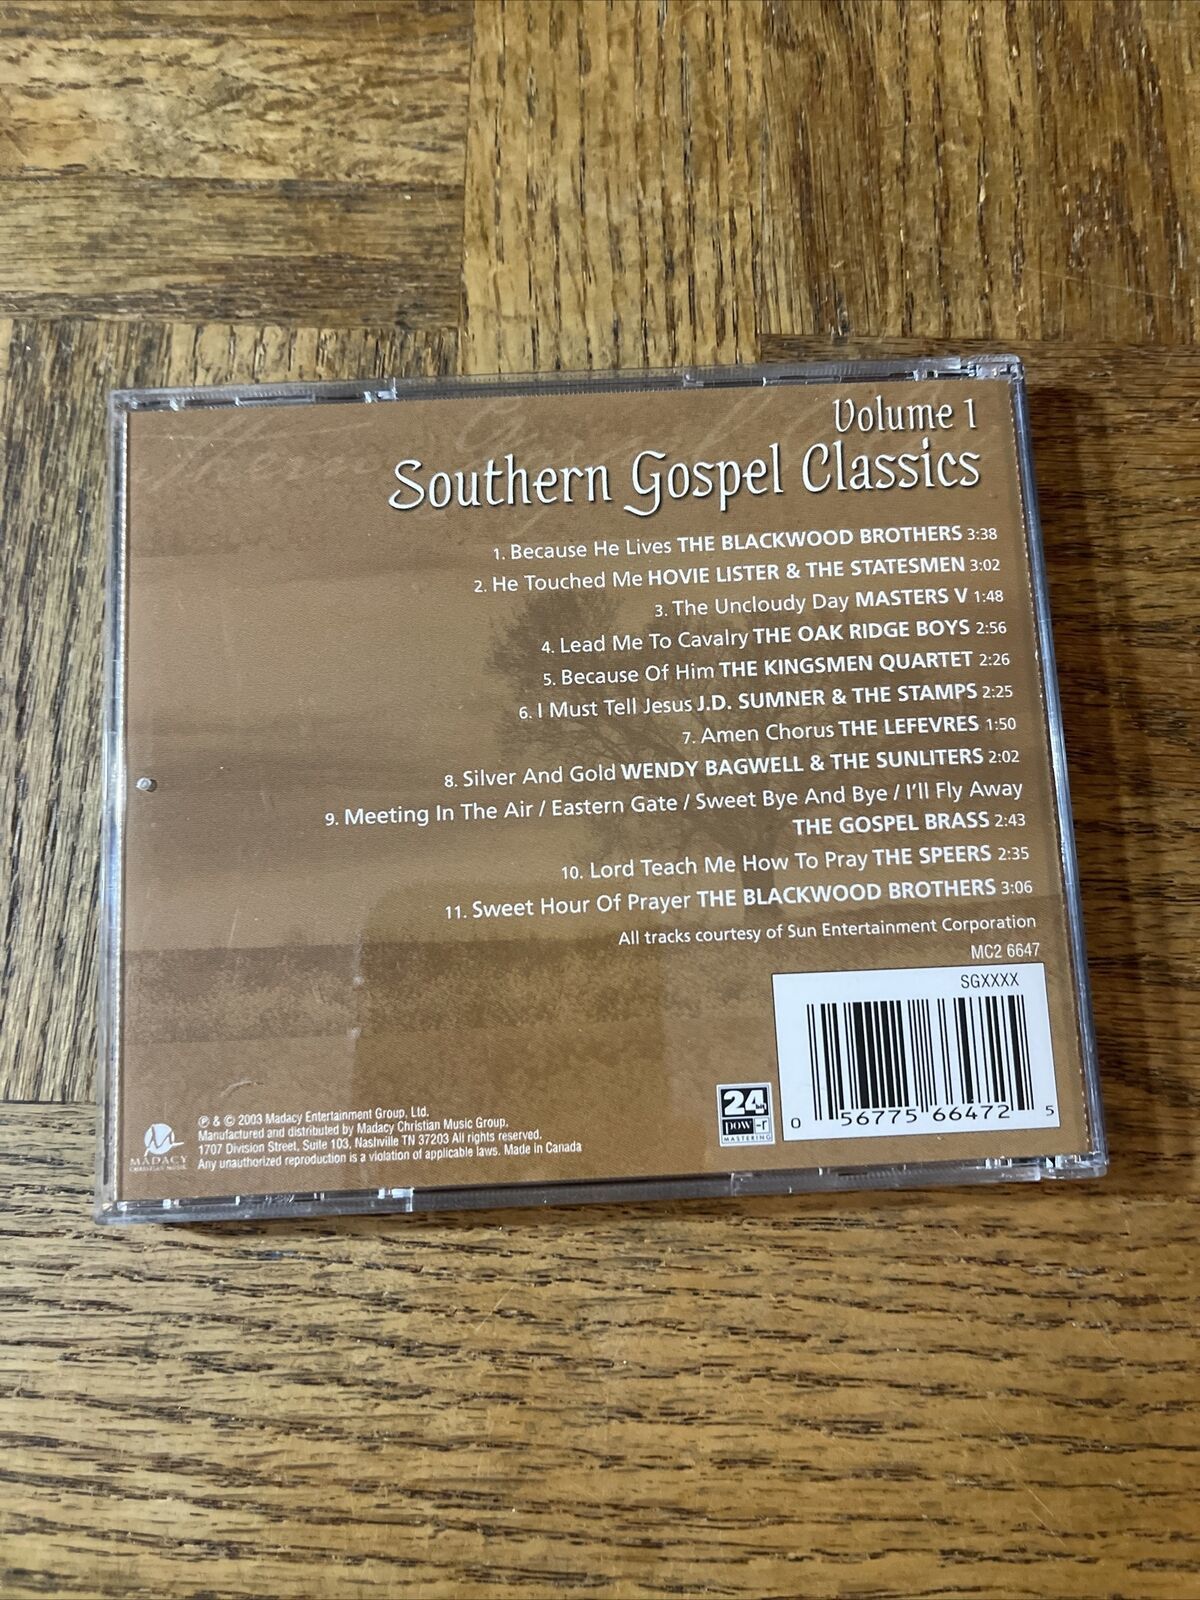 Volume 1
Southern Gospel Classics
1. Because He Lives THE BLACKWOOD BROTHERS 3:38
2. He Touched Me HOVIE LISTER & THE STATESMEN 3:02
3. The Uncloudy Day MASTERS V 1:48
4. Lead Me To Cavalry THE OAK RIDGE BOYS 2:56
5. Because Of Him THE KINGSMEN QUARTET 2:26
6. I Must Tell Jesus J.D. SUMNER & THE STAMPS 2:25
7. Amen Chorus THE LEFEVRES 1:50
8. Silver And Gold WENDY BAGWELL & THE SUNLITERS 2:02
9. Meeting In The Air / Eastern Gate / Sweet Bye And Bye / I'll Fly Away
THE GOSPEL BRASS 2:43
10. Lord Teach Me How To Pray THE SPEERS 2:35
11. Sweet Hour Of Prayer THE BLACKWOOD BROTHERS 3:06
All tracks courtesy of Sun Entertainment Corporation
MC2 6647
SGXXXX
0 56775 66472 5
24 bit
pow-r
MASTERING
MADACY
CHRISTIAN MUSIC
℗ & © 2003 Madacy Entertainment Group, Ltd.
Manufactured and distributed by Madacy Christian Music Group,
1707 Division Street, Suite 103, Nashville TN 37203 All rights reserved.
Any unauthorized reproduction is a violation of applicable laws. Made in Canada